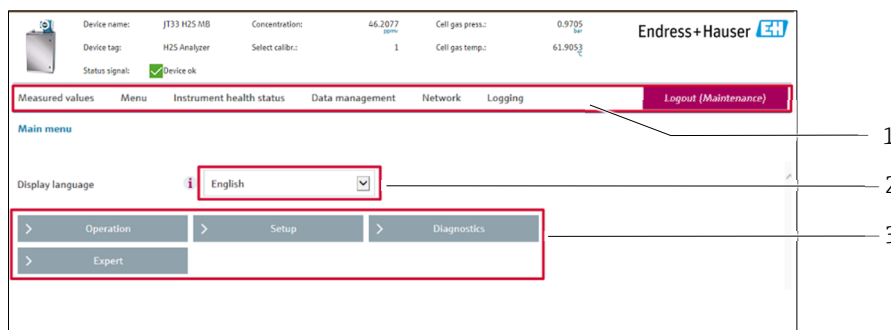 Device name: JT33 H2S MB Concentration: 46.2077 ppmv Cell gas press.: 0.9705 bar
Endress+Hauser EH
Device tag: H2S Analyzer Select calibr.: 1 Cell gas temp.: 61.9053 °C
Status signal: Device ok
Measured values Menu Instrument health status Data management Network Logging Logout (Maintenance)
1
Main menu
Display language i English
2
Operation Setup Diagnostics
3
Expert